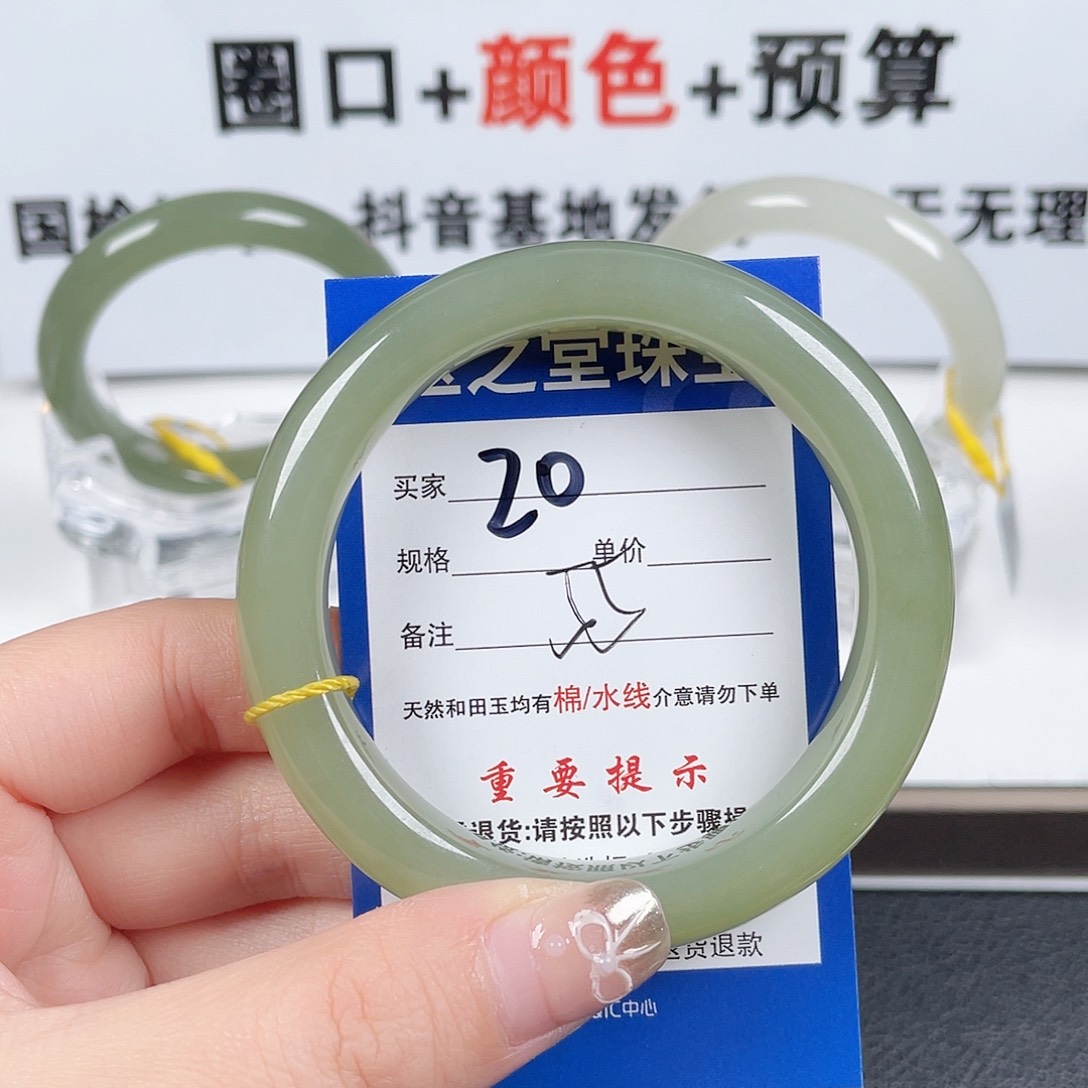 圈口+颜色+预算
国检 抖音基地发 无理
之堂珠
买家 20
规格 单价
备注
天然和田玉均有棉/水线介意请勿下单
重要提示
退货:请按照以下步骤
货退款
中心